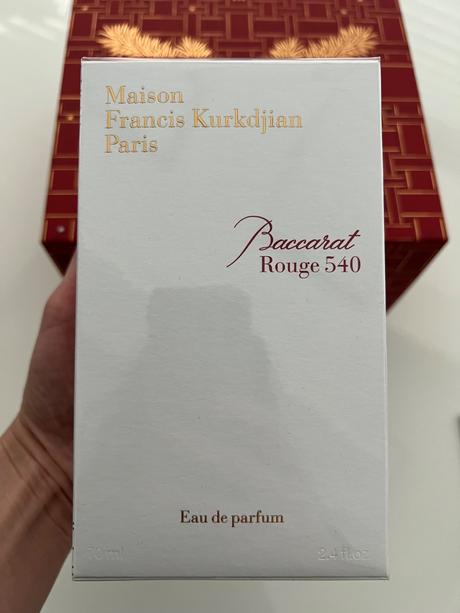 Maison
Francis Kurkdjian
Paris
Baccarat
Rouge 540
Eau de parfum
70 ml 2.4 fl.oz